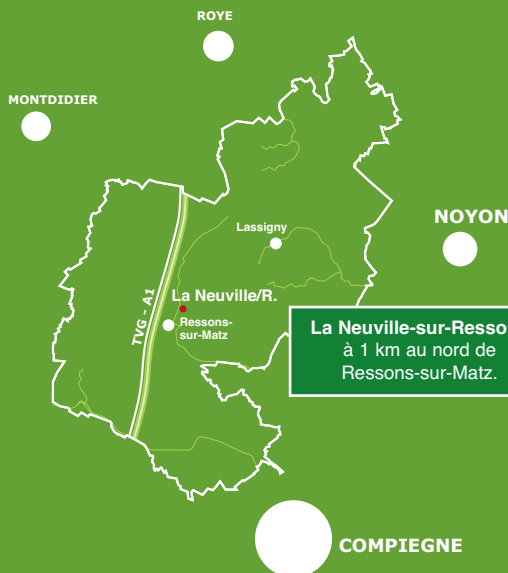 ROYE
MONTDIDIER
NOYON
Lassigny
TVG - A1
La Neuville/R.
Ressons-
sur-Matz
La Neuville-sur-Resso
à 1 km au nord de
Ressons-sur-Matz.
COMPIEGNE